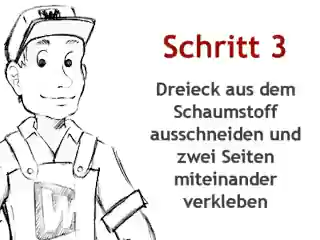 Schritt 3
Dreieck aus dem
Schaumstoff
ausschneiden und
zwei Seiten
miteinander
verkleben